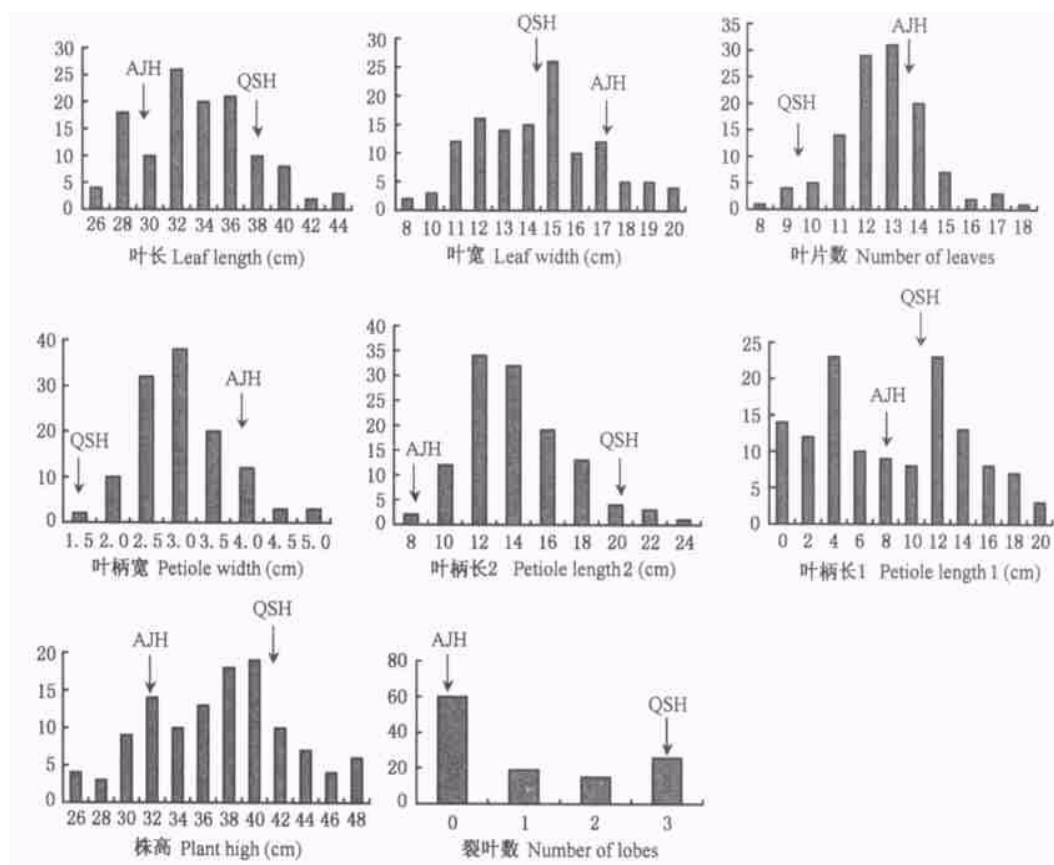 30
25
20
15
10
5
0
AJH
QSH
26 28 30 32 34 36 38 40 42 44
叶长 Leaf length (cm)
30
25
20
15
10
5
0
QSH
AJH
8 10 11 12 13 14 15 16 17 18 19 20
叶宽 Leaf width (cm)
35
30
25
20
15
10
5
0
AJH
QSH
8 9 10 11 12 13 14 15 16 17 18
叶片数 Number of leaves
40
30
20
10
0
QSH
AJH
1.5 2.0 2.5 3.0 3.5 4.0 4.5 5.0
叶柄宽 Petiole width (cm)
40
35
30
25
20
15
10
5
0
AJH
QSH
8 10 12 14 16 18 20 22 24
叶柄长2 Petiole length2 (cm)
25
20
15
10
5
0
QSH
AJH
0 2 4 6 8 10 12 14 16 18 20
叶柄长1 Petiole length1 (cm)
20
15
10
5
0
AJH
QSH
26 28 30 32 34 36 38 40 42 44 46 48
株高 Plant high (cm)
80
60
40
20
0
AJH
QSH
0 1 2 3
裂叶数 Number of lobes